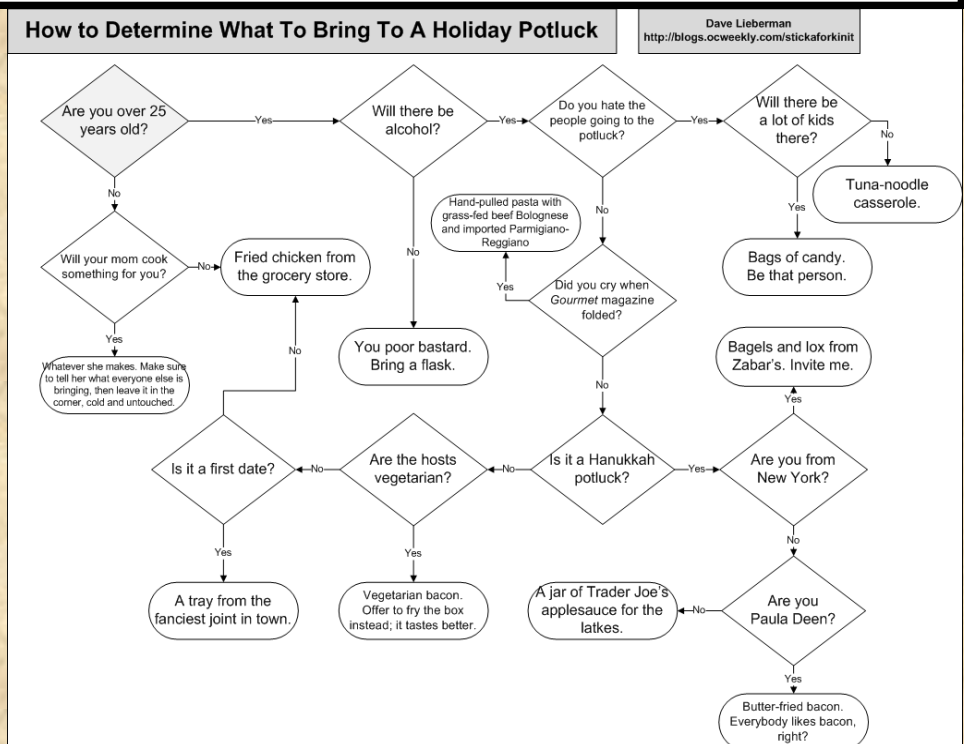 How to Determine What To Bring To A Holiday Potluck
Dave Lieberman
http://blogs.ocweekly.com/stickaforkinit
Are you over 25
years old?
Yes
Will there be
alcohol?
Yes
Do you hate the
people going to the
potluck?
Yes
Will there be
a lot of kids
there?
No
Tuna-noodle
casserole.
Yes
Bags of candy.
Be that person.
No
Will your mom cook
something for you?
No
Fried chicken from
the grocery store.
Yes
Whatever she makes. Make sure
to tell her what everyone else is
bringing, then leave it in the
corner, cold and untouched.
No
You poor bastard.
Bring a flask.
No
Hand-pulled pasta with
grass-fed beef Bolognese
and imported Parmigiano-
Reggiano
Yes
Did you cry when
Gourmet magazine
folded?
No
Bagels and lox from
Zabar's. Invite me.
Yes
No
Is it a first date?
No
Are the hosts
vegetarian?
No
Is it a Hanukkah
potluck?
Yes
Are you from
New York?
Yes
A tray from the
fanciest joint in town.
Yes
Vegetarian bacon.
Offer to fry the box
instead; it tastes better.
No
A jar of Trader Joe's
applesauce for the
latkes.
No
Are you
Paula Deen?
Yes
Butter-fried bacon.
Everybody likes bacon,
right?